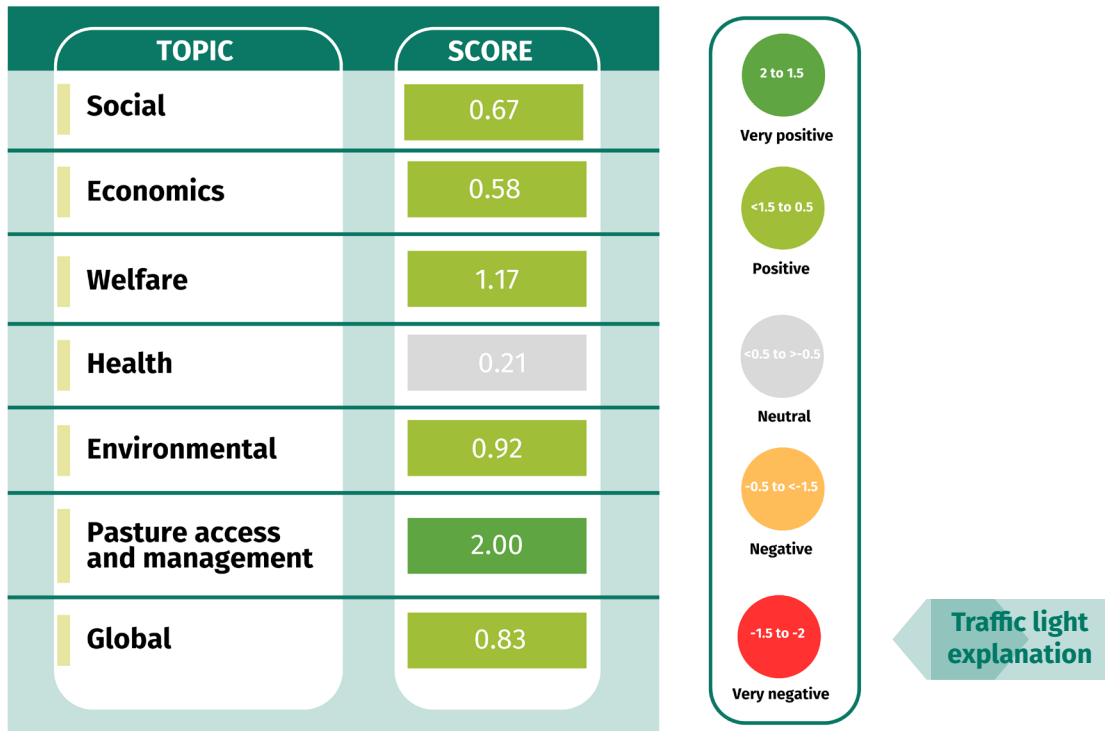 TOPIC SCORE
Social 0.67
Economics 0.58
Welfare 1.17
Health 0.21
Environmental 0.92
Pasture access
and management 2.00
Global 0.83
2 to 1.5
Very positive
<1.5 to 0.5
Positive
<0.5 to >-0.5
Neutral
-0.5 to <-1.5
Negative
-1.5 to -2
Very negative
Traffic light
explanation